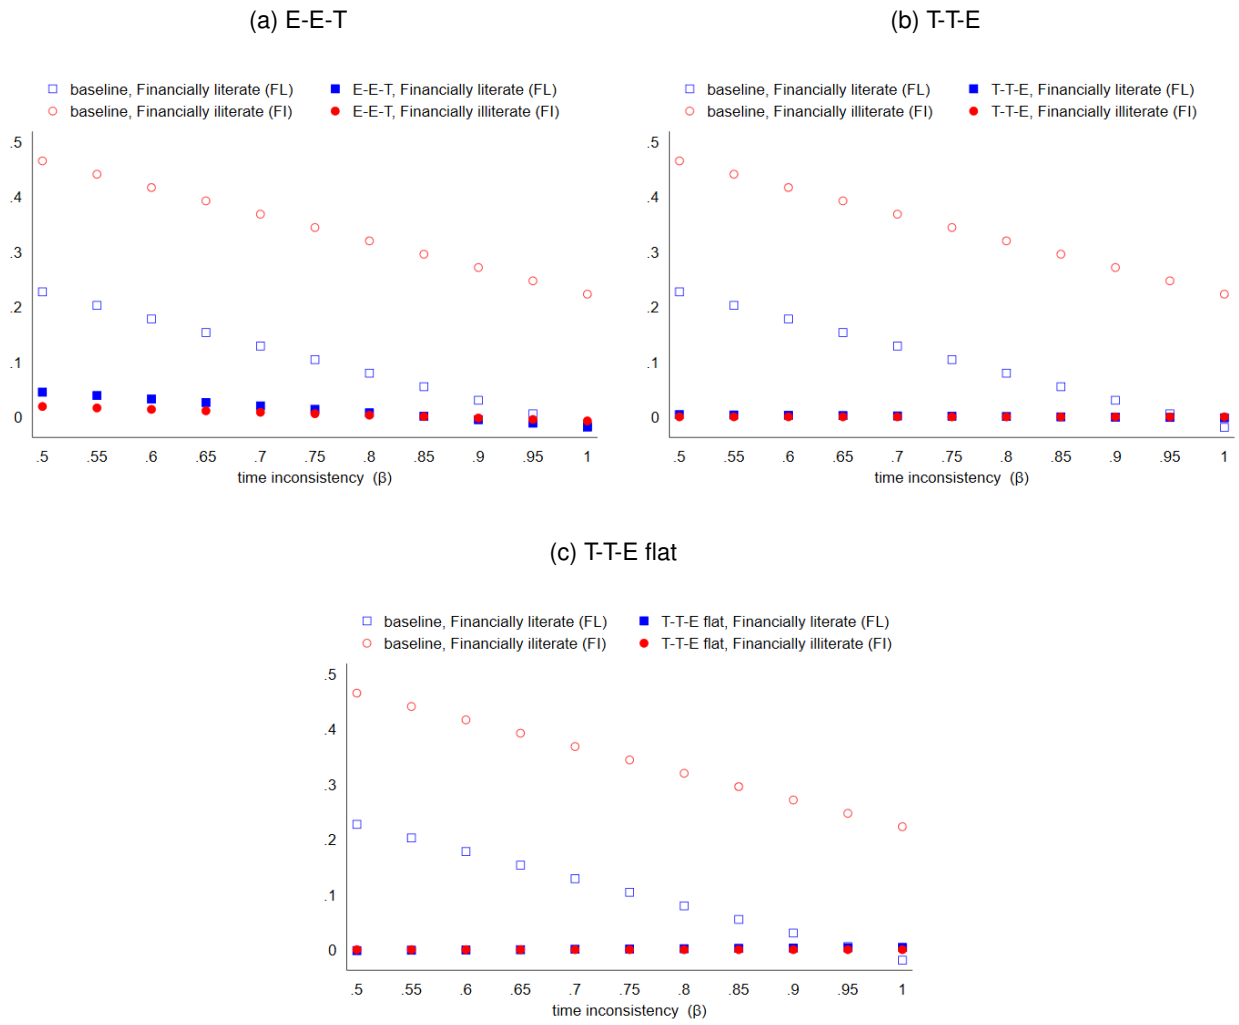 (a) E-E-T
baseline, Financially literate (FL)
E-E-T, Financially literate (FL)
baseline, Financially iliterate (FI)
E-E-T, Financially illiterate (FI)
.5
.4
.3
.2
.1
0
.5 .55 .6 .65 .7 .75 .8 .85 .9 .95 1
time inconsistency (β)
(b) T-T-E
baseline, Financially literate (FL)
T-T-E, Financially literate (FL)
baseline, Financially iliterate (FI)
T-T-E, Financially illiterate (FI)
.5
.4
.3
.2
.1
0
.5 .55 .6 .65 .7 .75 .8 .85 .9 .95 1
time inconsistency (β)
(c) T-T-E flat
baseline, Financially literate (FL)
T-T-E flat, Financially literate (FL)
baseline, Financially iliterate (FI)
T-T-E flat, Financially illiterate (FI)
.5
.4
.3
.2
.1
0
.5 .55 .6 .65 .7 .75 .8 .85 .9 .95 1
time inconsistency (β)